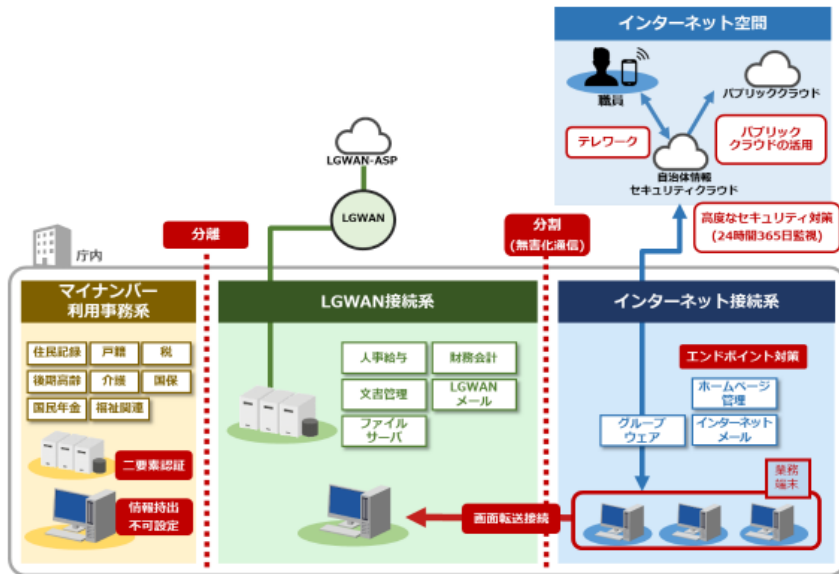 インターネット空間
職員
パブリッククラウド
テレワーク
パブリック
クラウドの活用
自治体情報
セキュリティクラウド
LGWAN-ASP
LGWAN
高度なセキュリティ対策
(24時間365日監視)
分離
分割
(無害化通信)
庁内
マイナンバー
利用事務系
住民記録
戸籍
税
後期高齢
介護
国保
国民年金
福祉関連
二要素認証
情報持出
不可設定
LGWAN接続系
人事給与
財務会計
文書管理
LGWAN
メール
ファイル
サーバ
画面転送接続
インターネット接続系
エンドポイント対策
ホームページ
管理
グループ
ウェア
インターネット
メール
業務
端末